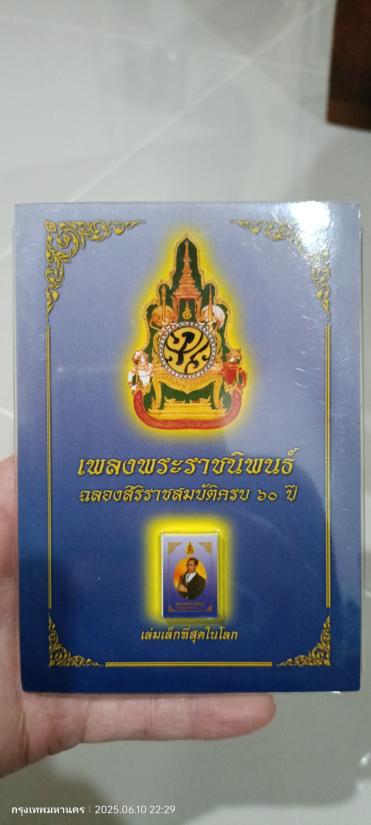 เพลงพระราชนิพนธ์
ฉลองสิริราชสมบัติครบ ๖๐ ปี
เล่มเล็กที่สุดในโลก
กรุงเทพมหานคร | 2025.06.10 22:29